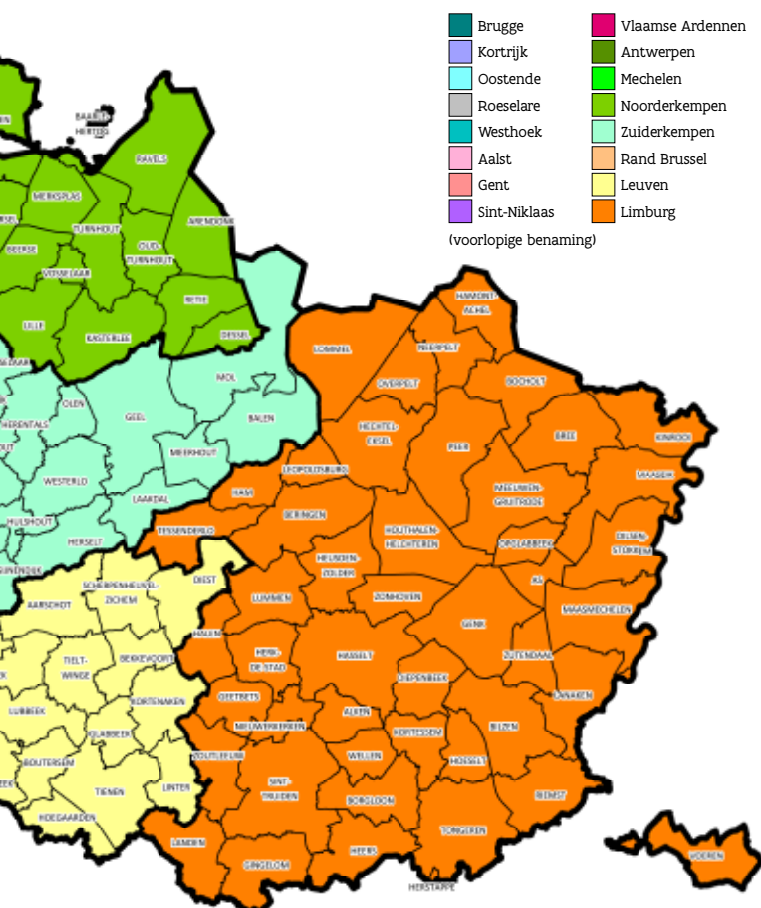 Brugge
Kortrijk
Oostende
Roeselare
Westhoek
Aalst
Gent
Sint-Niklaas
Vlaamse Ardennen
Antwerpen
Mechelen
Noorderkempen
Zuiderkempen
Rand Brussel
Leuven
Limburg
(voorlopige benaming)
BAARLE-
HERTOG
RAVELS
MERKSPLAS
TURNHOUT
ARENDONK
BEERSE
OUD-
TURNHOUT
VOSSELAAR
RETIE
LILLE
KASTERLEE
DESSEL
HAMONT-
ACHEL
LOMMEL
NEERPELT
OVERPELT
BOCHOLT
MOL
OLEN
GEEL
BALEN
HERENTALS
HECHTEL-
EKSEL
PEER
BREE
KINROOI
MEERHOUT
LEOPOLDSBURG
MAASEIK
WESTERLO
HAM
MEEUWEN-
GRUITRODE
LAAKDAL
BERINGEN
HULSHOUT
TESSENDERLO
HOUTHALEN-
HELCHTEREN
OPGLABBEEK
DILSEN-
STOKKEM
HERSELT
HEUSDEN-
ZOLDER
DIEST
SCHERPENHEUVEL-
ZICHEM
AS
AARSCHOT
LUMMEN
ZONHOVEN
MAASMECHELEN
GENK
HALEN
HERK-
DE-STAD
HASSELT
ZUTENDAAL
TIELT-
WINGE
BEKKEVOORT
DIEPENBEEK
KORTENAKEN
GEETBETS
LANAKEN
LUBBEEK
ALKEN
NIEUWERKERKEN
BILZEN
GLABBEEK
KORTESSEM
ZOUTLEEUW
WELLEN
HOESELT
BOUTERSEM
SINT-
TRUIDEN
TIENEN
LINTER
RIEMST
BORGLOON
HOEGAARDEN
TONGEREN
LANDEN
HEERS
VOEREN
GINGELOM
HERSTAPPE